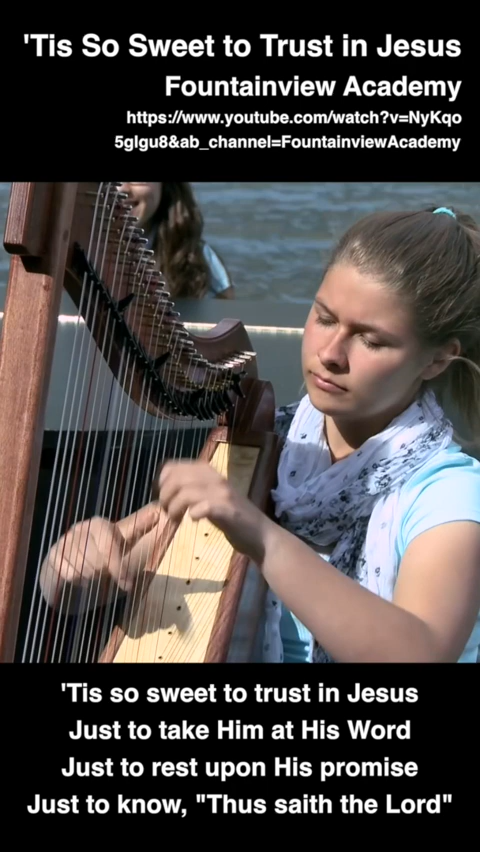 'Tis So Sweet to Trust in Jesus
Fountainview Academy
https://www.youtube.com/watch?v=NyKqo
5glgu8&ab_channel=FountainviewAcademy
'Tis so sweet to trust in Jesus
Just to take Him at His Word
Just to rest upon His promise
Just to know, "Thus saith the Lord"